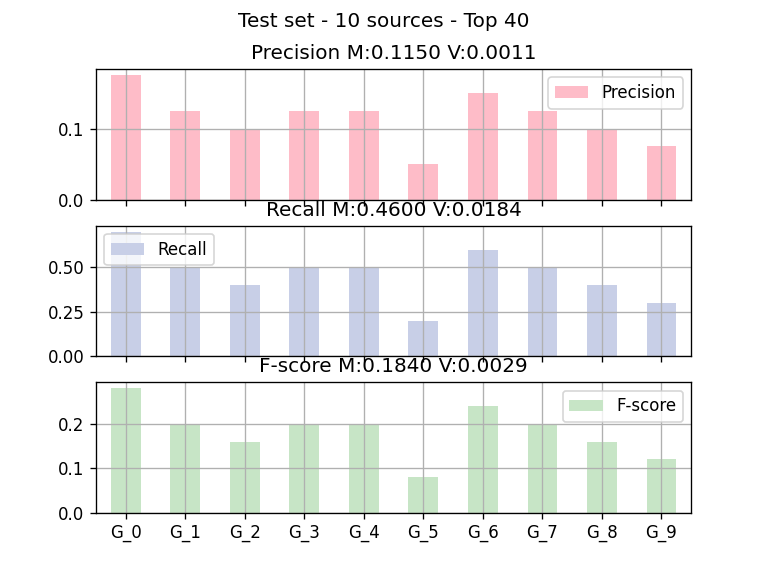 Test set - 10 sources - Top 40
Precision M:0.1150 V:0.0011
Precision
0.1
0.0
Recall M:0.4600 V:0.0184
Recall
0.50
0.25
0.00
F-score M:0.1840 V:0.0029
F-score
0.2
0.1
0.0
G_0 G_1 G_2 G_3 G_4 G_5 G_6 G_7 G_8 G_9